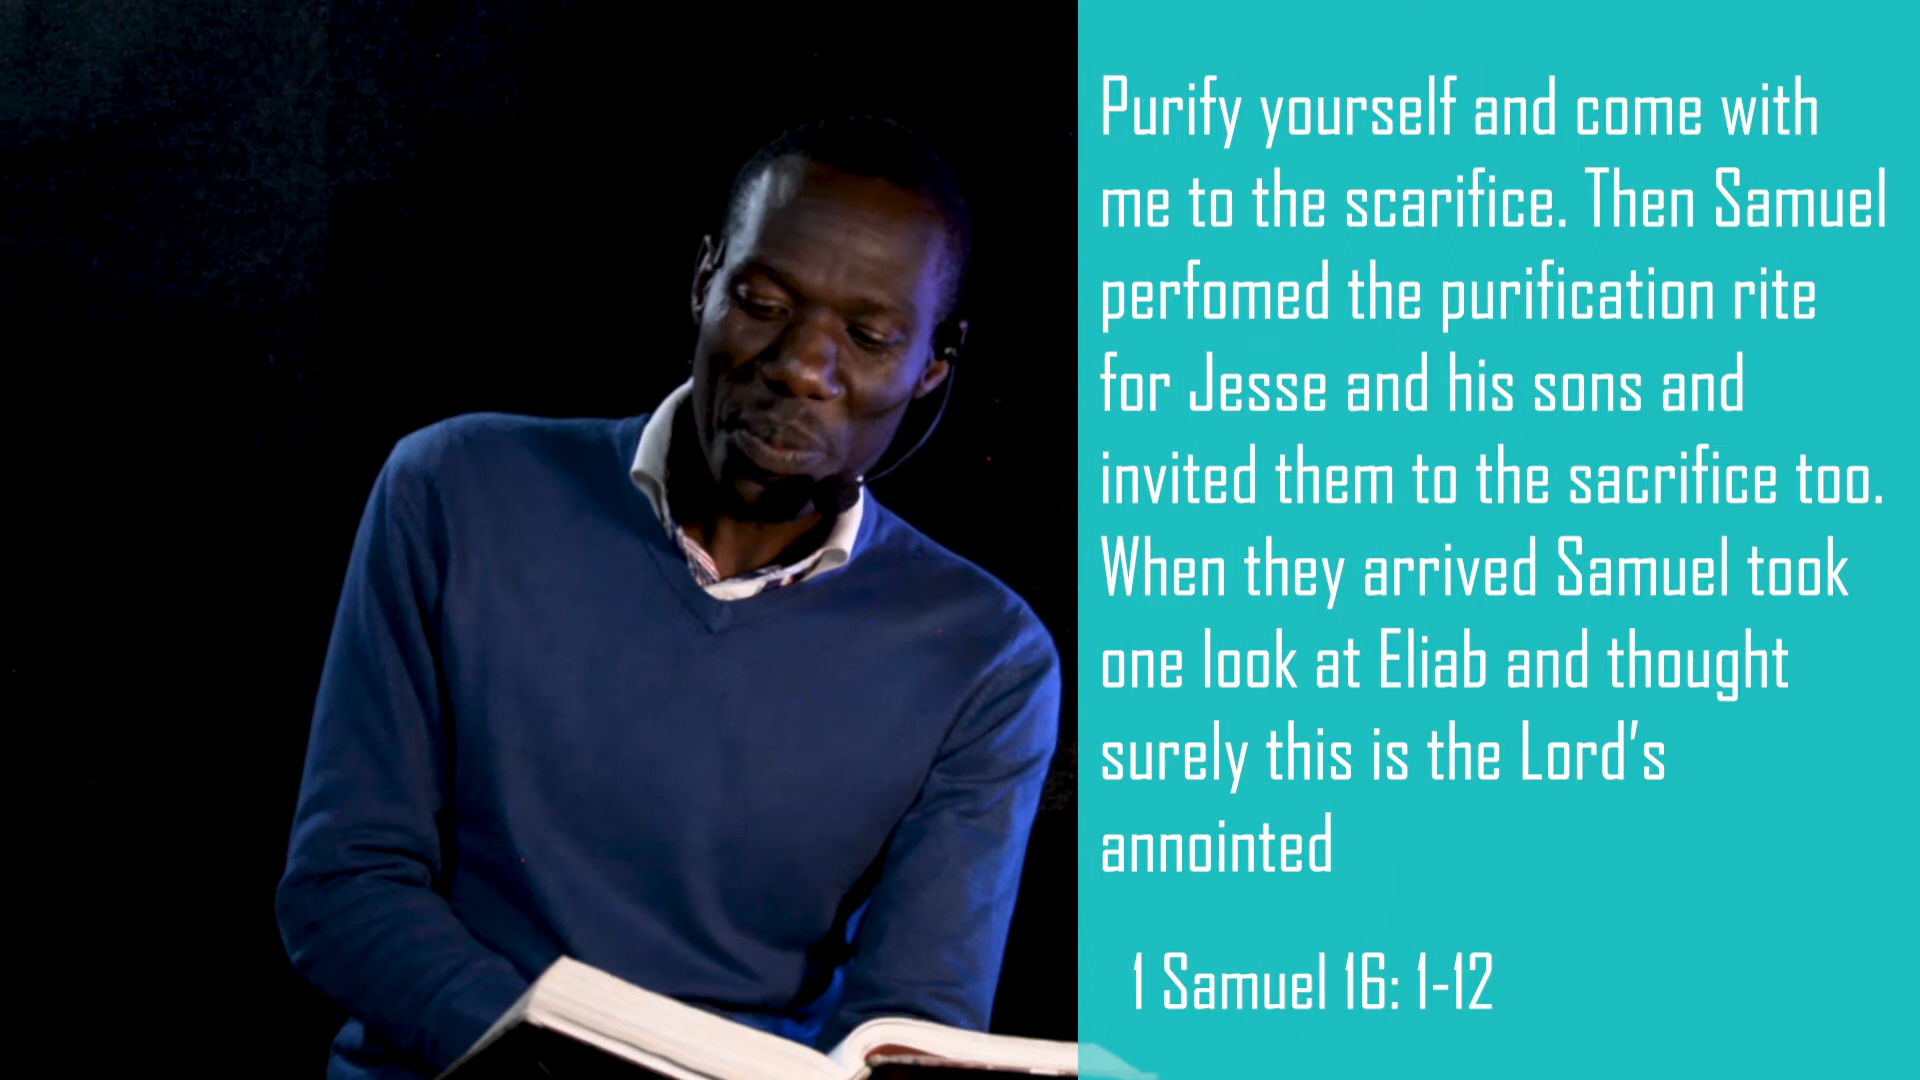 Purify yourself and come with
me to the scarifice. Then Samuel
perfomed the purification rite
for Jesse and his sons and
invited them to the sacrifice too.
When they arrived Samuel took
one look at Eliab and thought
surely this is the Lord's
annointed
1 Samuel 16: 1-12